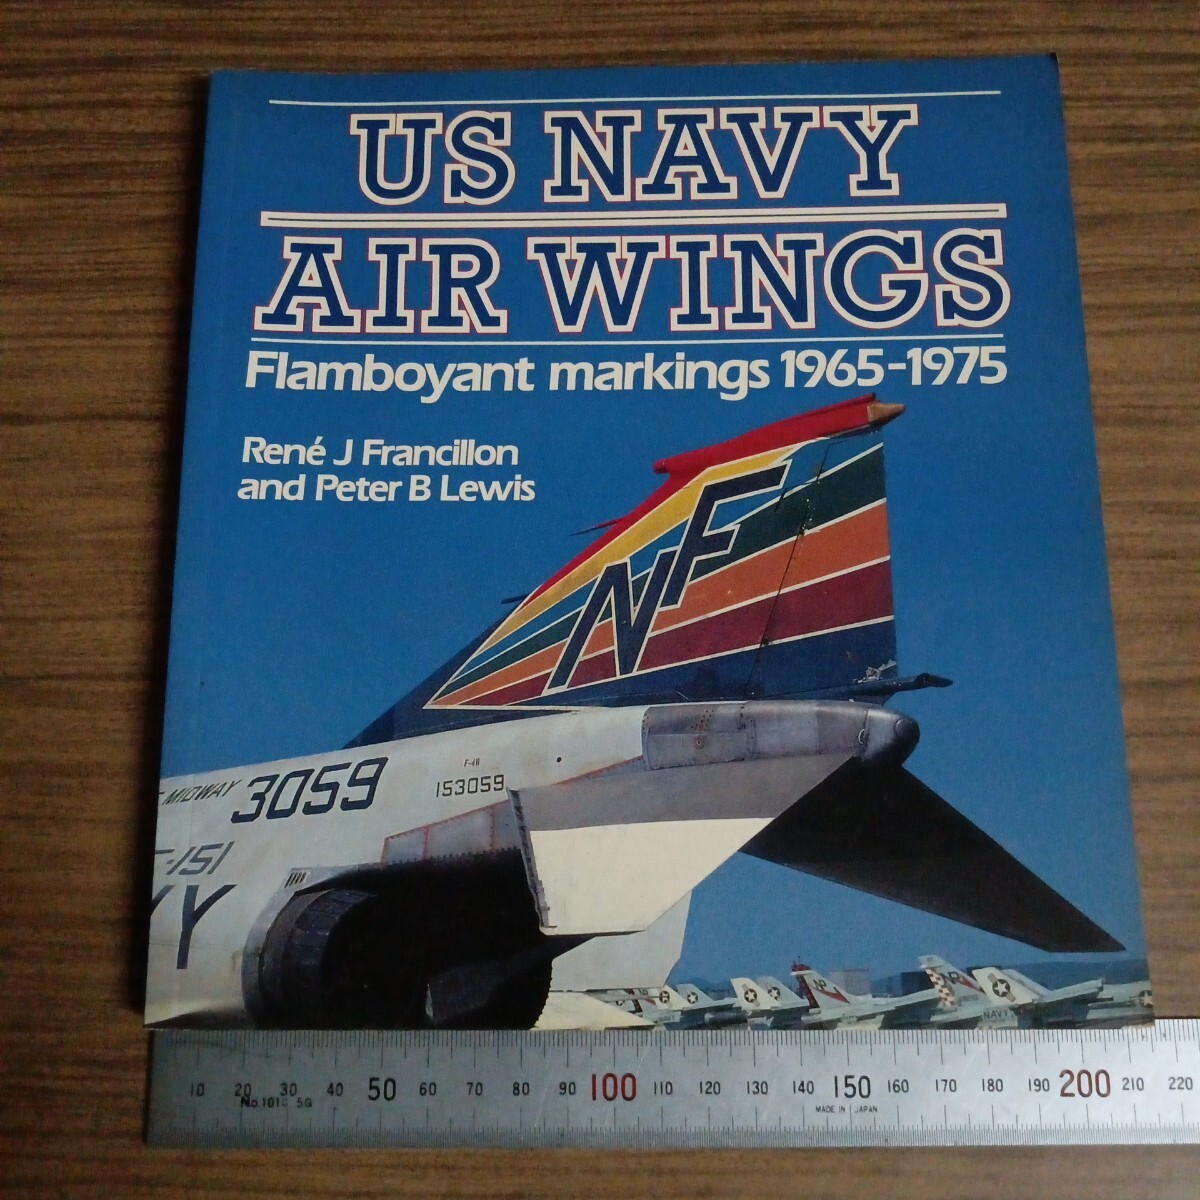 US NAVY
AIR WINGS
Flamboyant markings 1965-1975
René J Francillon
and Peter B Lewis
NF
MIDWAY 3059
F-4B
153059
-151
Y
NP
NAVY
10 20 30 40 50 60 70 80 90 100 110 120 130 140 150 160 170 180 190 200 210 220
MADE IN JAPAN